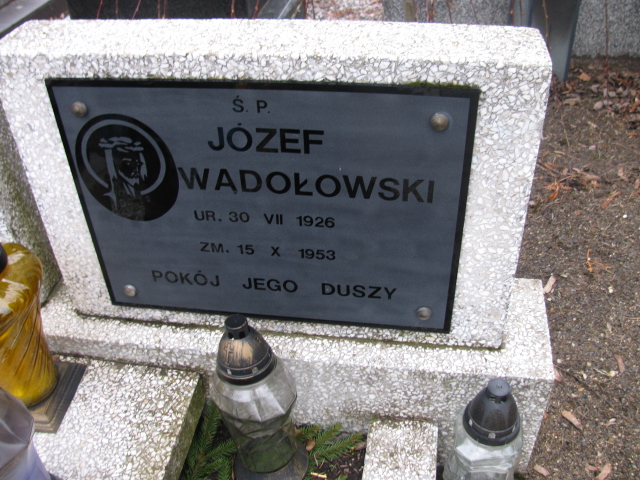 Ś. P.
JÓZEF
WĄDOŁOWSKI
UR. 30 VII 1926
ZM. 15 X 1953
POKÓJ JEGO DUSZY